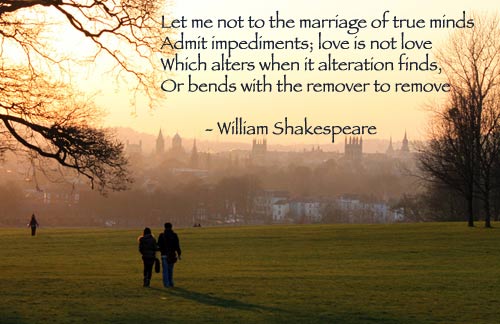 Let me not to the marriage of true minds
Admit impediments; love is not love
Which alters when it alteration finds,
Or bends with the remover to remove
~ William Shakespeare